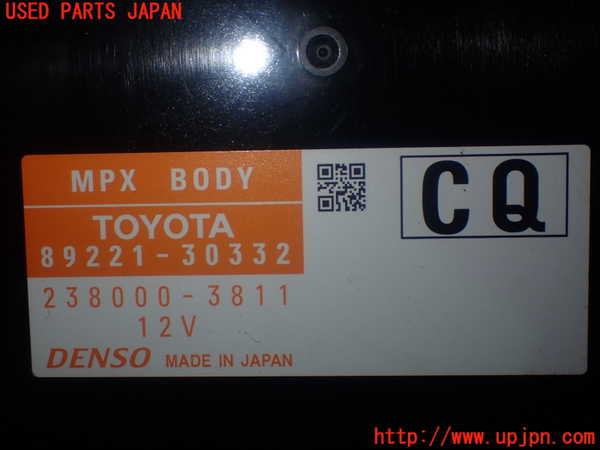 USED PARTS JAPAN
MPX BODY
TOYOTA
89221-30332
238000-3811
12V
DENSO MADE IN JAPAN
CQ
UPJ
http://www.upjpn.com